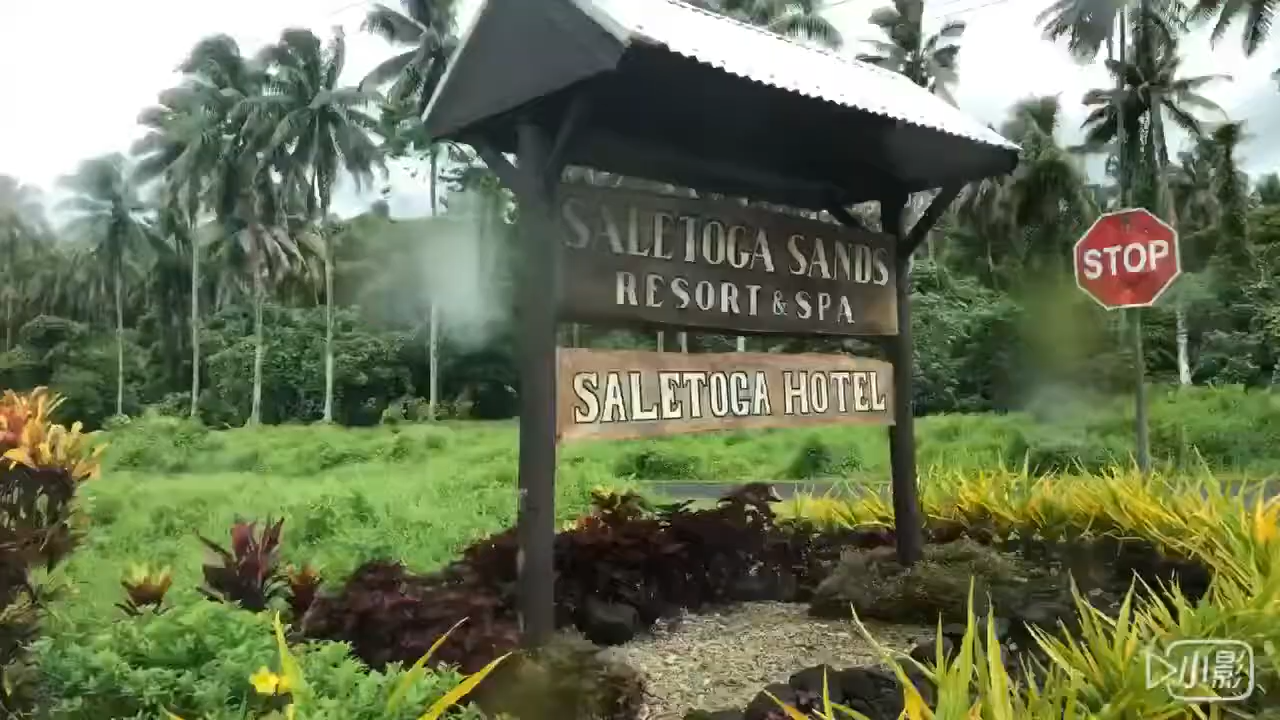 SALETOGA SANDS
RESORT & SPA
SALETOGA HOTEL
STOP
小影